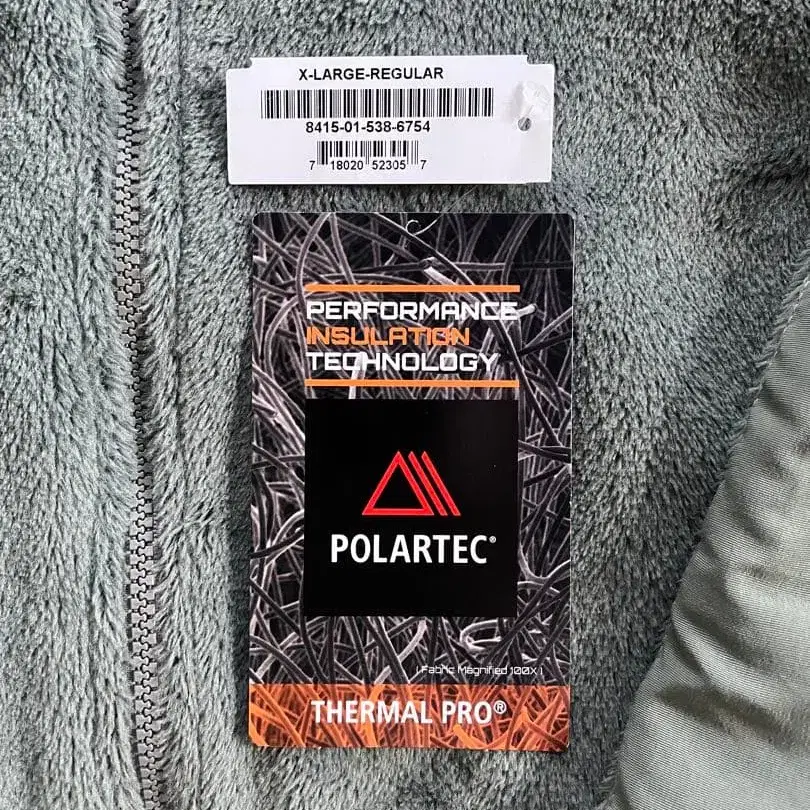 X-LARGE-REGULAR
8415-01-538-6754
7 18020 52305 7
PERFORMANCE
INSULATION
TECHNOLOGY
POLARTEC®
(Fabric Magnified 100X)
THERMAL PRO®